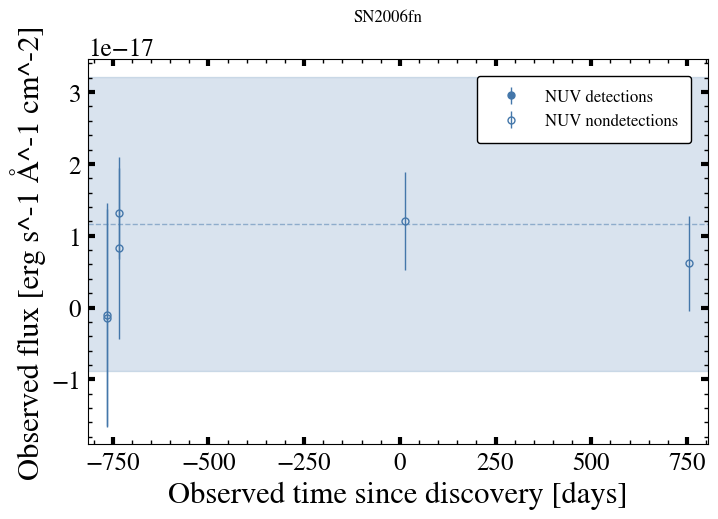 SN2006fn
1e−17
NUV detections
NUV nondetections
3
2
1
0
−1
Observed flux [erg s^-1 Å^-1 cm^-2]
−750 −500 −250 0 250 500 750
Observed time since discovery [days]